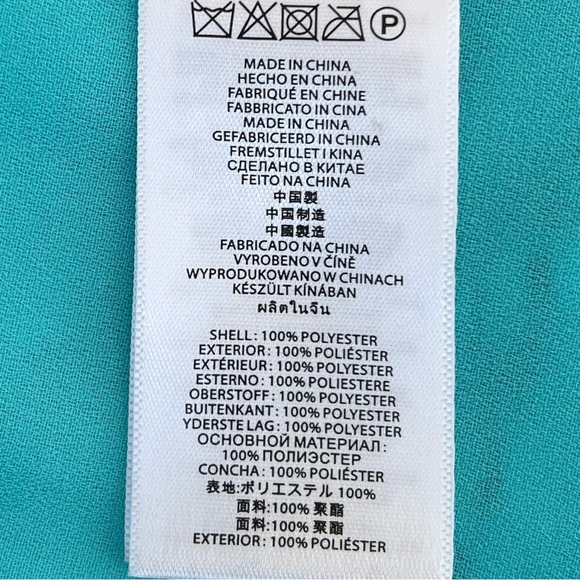 P
MADE IN CHINA
HECHO EN CHINA
FABRIQUÉ EN CHINE
FABBRICATO IN CINA
MADE IN CHINA
GEFABRICEERD IN CHINA
FREMSTILLET I KINA
СДЕЛАНО В КИТАЕ
FEITO NA CHINA
中国製
中国制造
中國製造
FABRICADO NA CHINA
VYROBENO V ČÍNĚ
WYPRODUKOWANO W CHINACH
KÉSZÜLT KÍNÁBAN
ผลิตในจีน
SHELL: 100% POLYESTER
EXTERIOR: 100% POLIÉSTER
EXTÉRIEUR: 100% POLYESTER
ESTERNO: 100% POLIESTERE
OBERSTOFF: 100% POLYESTER
BUITENKANT: 100% POLYESTER
YDERSTE LAG: 100% POLYESTER
ОСНОВНОЙ МАТЕРИАЛ:
100% ПОЛИЭСТЕР
CONCHA: 100% POLIÉSTER
表地:ポリエステル 100%
面料:100% 聚酯
面料:100% 聚酯
EXTERIOR: 100% POLIÉSTER